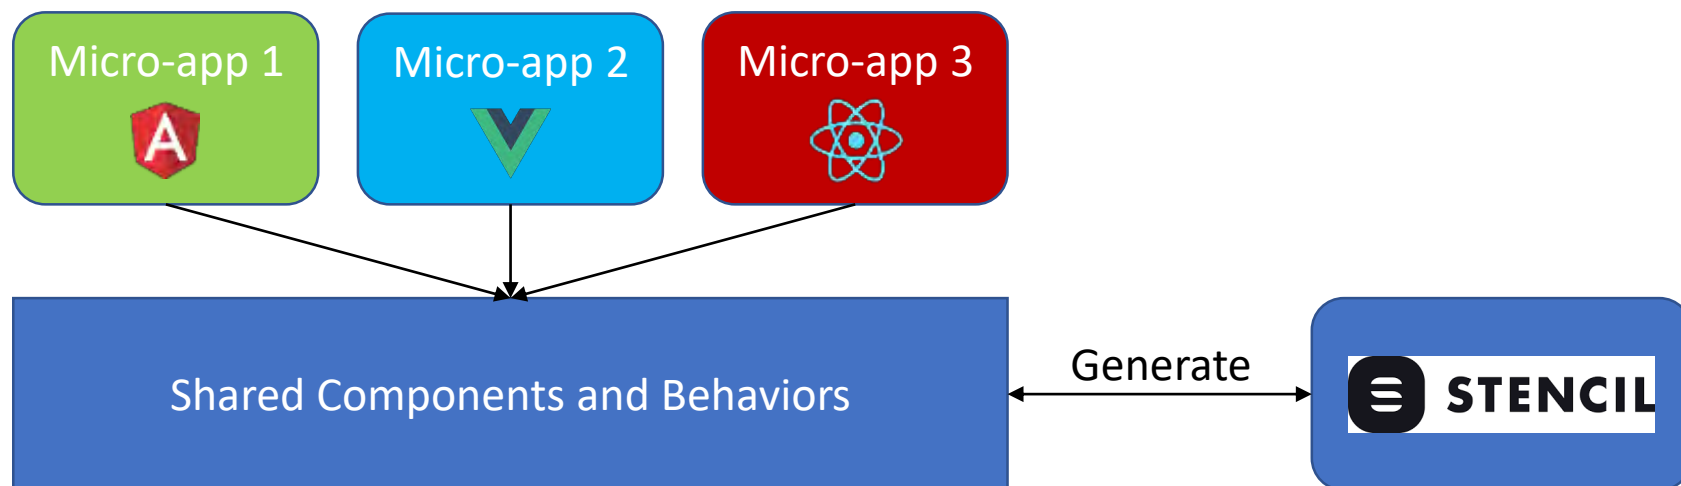 Micro-app 1
Micro-app 2
Micro-app 3
A
Shared Components and Behaviors
Generate
STENCIL